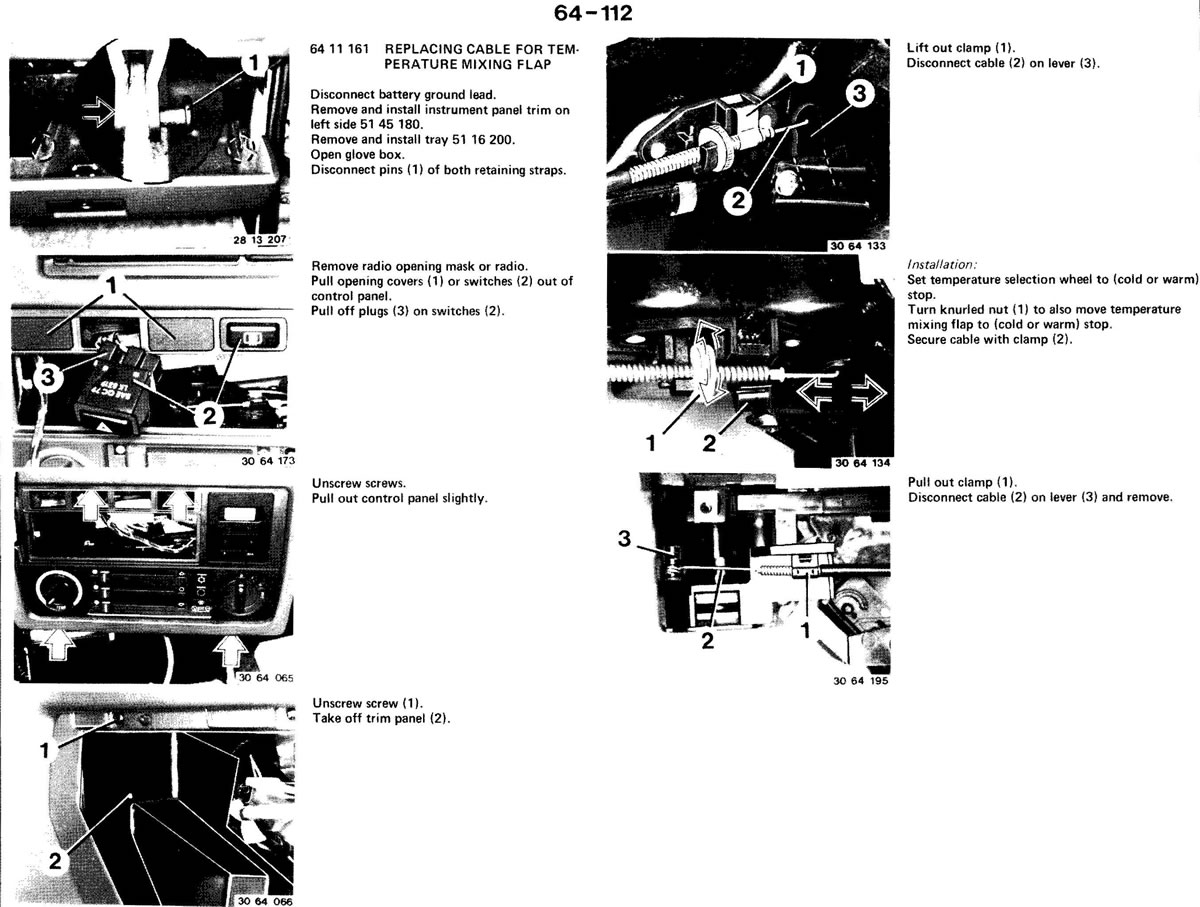 64-112
1
28 13 207
64 11 161 REPLACING CABLE FOR TEM-
PERATURE MIXING FLAP
Disconnect battery ground lead.
Remove and install instrument panel trim on
left side 51 45 180.
Remove and install tray 51 16 200.
Open glove box.
Disconnect pins (1) of both retaining straps.
1
3
2
30 64 173
Remove radio opening mask or radio.
Pull opening covers (1) or switches (2) out of
control panel.
Pull off plugs (3) on switches (2).
30 64 065
Unscrew screws.
Pull out control panel slightly.
1
2
30 64 066
Unscrew screw (1).
Take off trim panel (2).
1
3
2
30 64 133
Lift out clamp (1).
Disconnect cable (2) on lever (3).
1
2
30 64 134
Installation:
Set temperature selection wheel to (cold or warm)
stop.
Turn knurled nut (1) to also move temperature
mixing flap to (cold or warm) stop.
Secure cable with clamp (2).
3
2
1
30 64 195
Pull out clamp (1).
Disconnect cable (2) on lever (3) and remove.